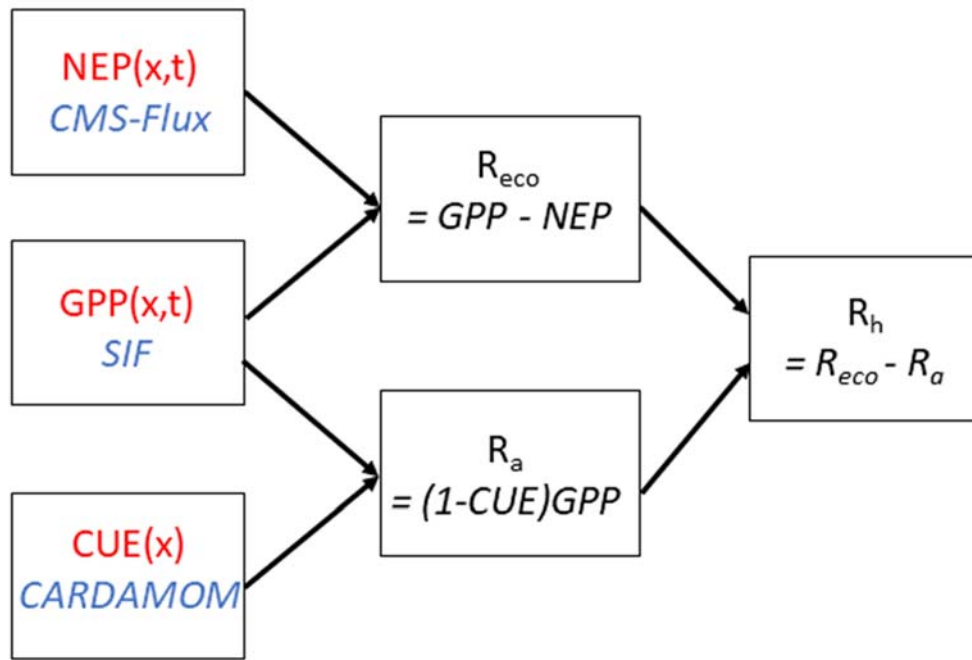 NEP(x,t)
CMS-Flux
GPP(x,t)
SIF
CUE(x)
CARDAMOM
Reco
= GPP - NEP
Ra
= (1-CUE)GPP
Rh
= Reco - Ra